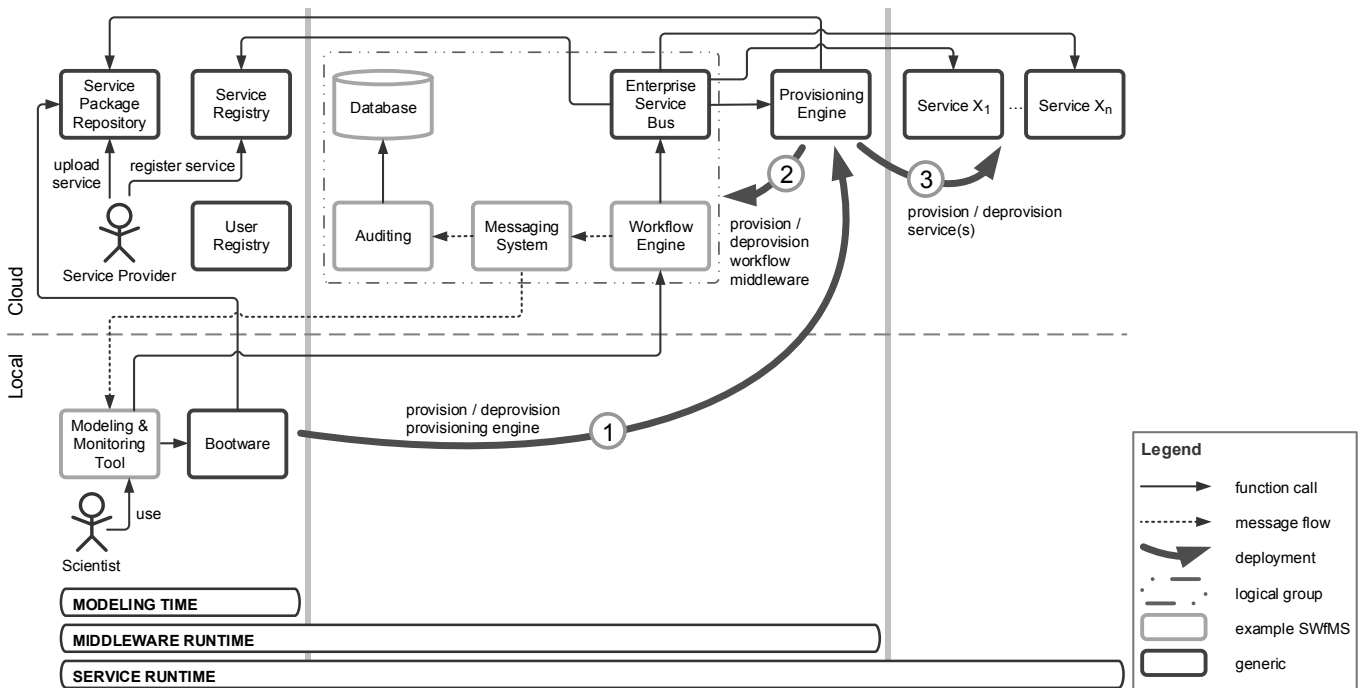 Service
Package
Repository
Service
Registry
Database
Enterprise
Service
Bus
Provisioning
Engine
Service X1
...
Service Xn
upload
service
register service
2
3
User
Registry
Auditing
Messaging
System
Workflow
Engine
provision /
deprovision
workflow
middleware
provision / deprovision
service(s)
Service Provider
Cloud
Local
Modeling &
Monitoring
Tool
Bootware
provision / deprovision
provisioning engine
1
use
Scientist
MODELING TIME
MIDDLEWARE RUNTIME
SERVICE RUNTIME
Legend
function call
message flow
deployment
logical group
example SWfMS
generic